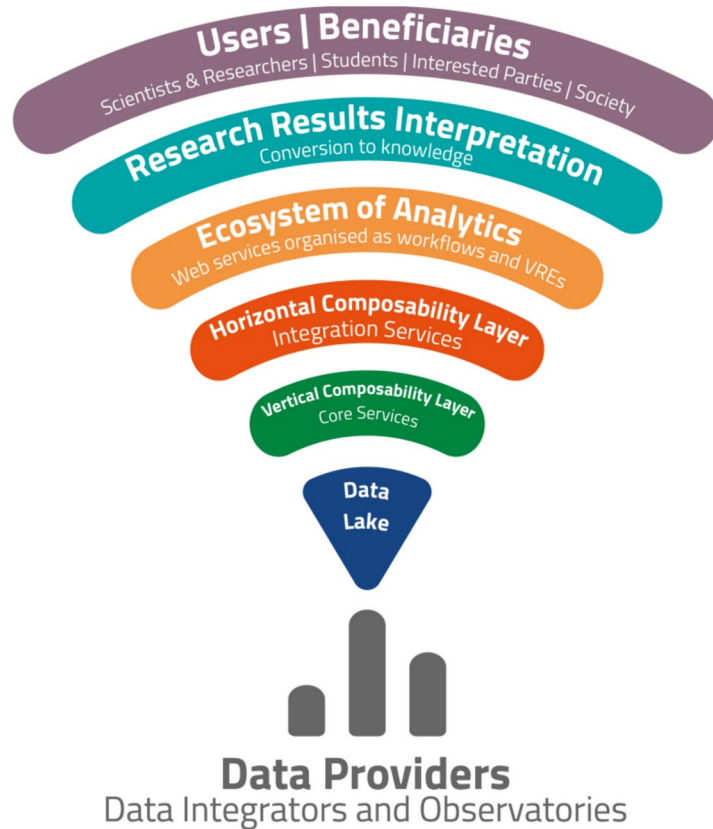 Users | Beneficiaries
Scientists & Researchers | Students | Interested Parties | Society
Research Results Interpretation
Conversion to knowledge
Ecosystem of Analytics
Web services organised as workflows and VREs
Horizontal Composability Layer
Integration Services
Vertical Composability Layer
Core Services
Data
Lake
Data Providers
Data Integrators and Observatories